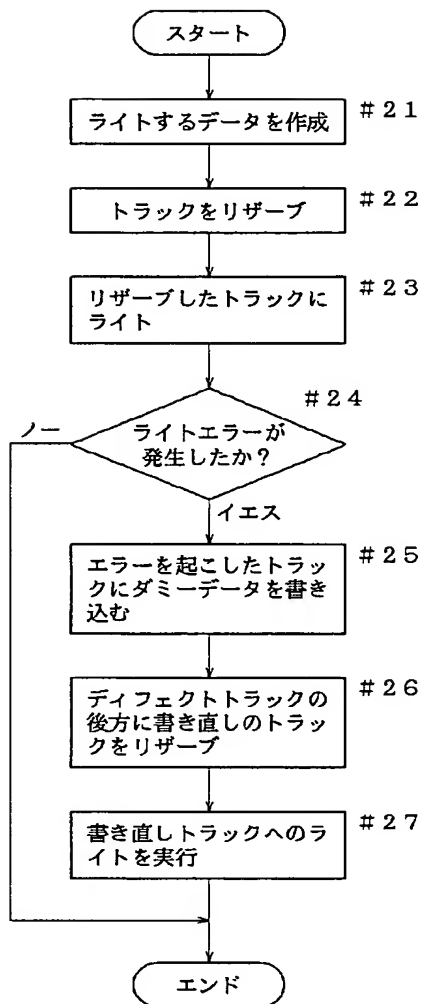 スタート
ライトするデータを作成
#21
トラックをリザーブ
#22
リザーブしたトラックに
ライト
#23
#24
ライトエラーが
発生したか?
ノー
イエス
エラーを起こしたトラッ
クにダミーデータを書き
込む
#25
ディフェクトトラックの
後方に書き直しのトラッ
クをリザーブ
#26
書き直しトラックへのラ
イトを実行
#27
エンド